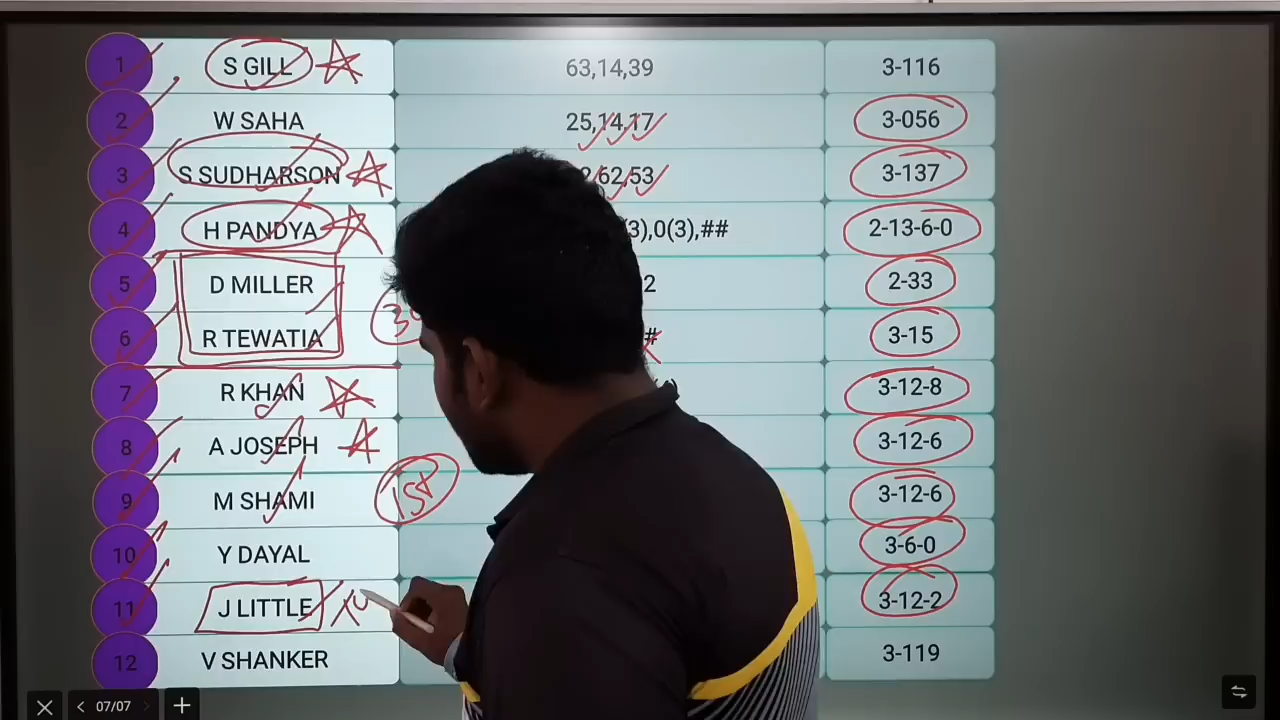 1 S GILL 63,14,39 3-116
2 W SAHA 25,14,17 3-056
3 S SUDHARSON 62,53 3-137
4 H PANDYA (3),0(3),## 2-13-6-0
5 D MILLER 2 2-33
6 R TEWATIA # 3-15
7 R KHAN 3-12-8
8 A JOSEPH 3-12-6
9 M SHAMI 1st 3-12-6
10 Y DAYAL 3-6-0
11 J LITTLE 3-12-2
12 V SHANKER 3-119
07/07